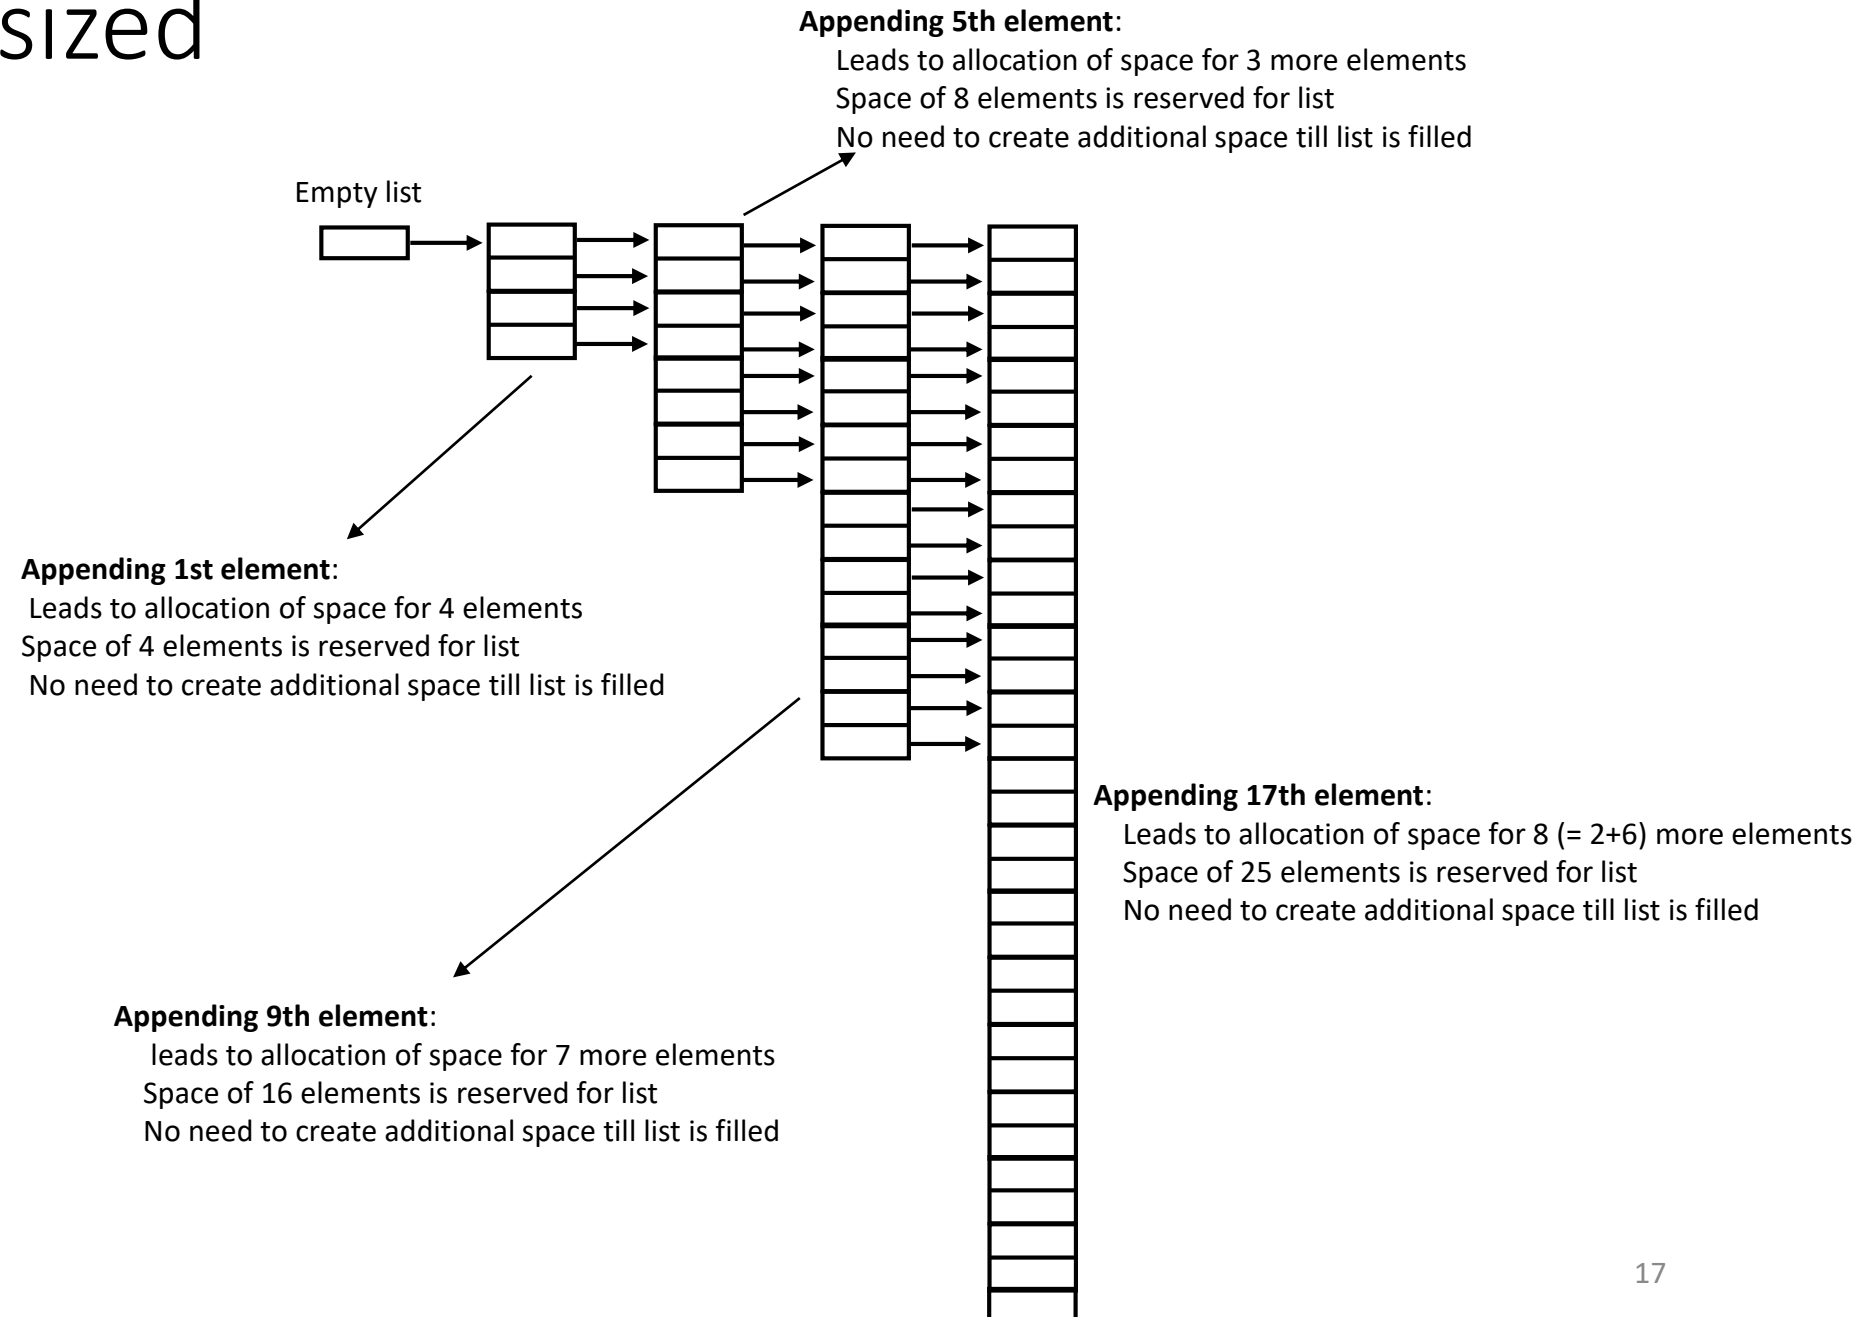 sized
Appending 5th element:
Leads to allocation of space for 3 more elements
Space of 8 elements is reserved for list
No need to create additional space till list is filled
Empty list
Appending 1st element:
Leads to allocation of space for 4 elements
Space of 4 elements is reserved for list
No need to create additional space till list is filled
Appending 17th element:
Leads to allocation of space for 8 (= 2+6) more elements
Space of 25 elements is reserved for list
No need to create additional space till list is filled
Appending 9th element:
leads to allocation of space for 7 more elements
Space of 16 elements is reserved for list
No need to create additional space till list is filled
17